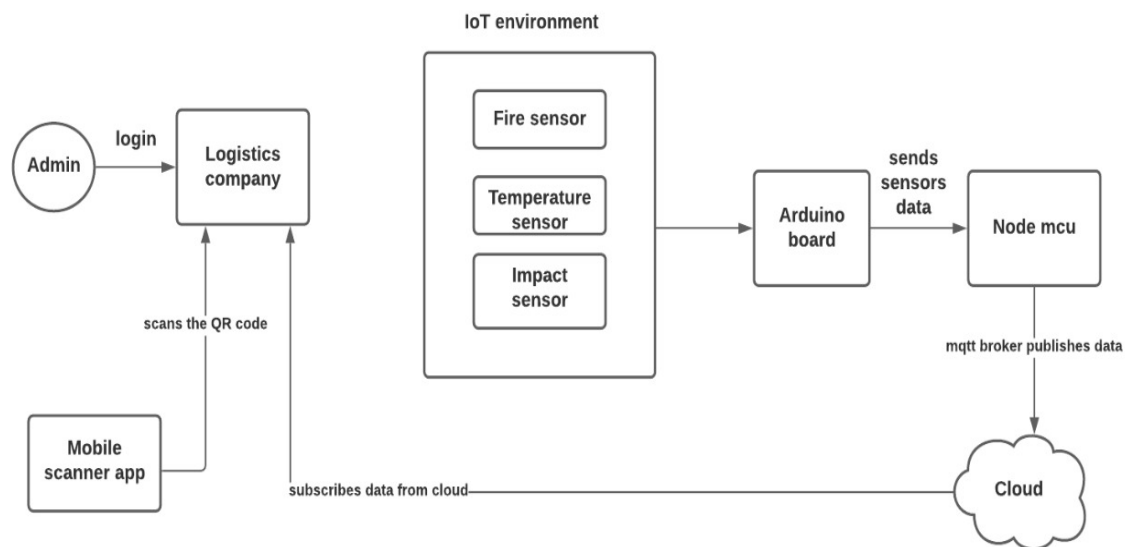 IoT environment
Fire sensor
Temperature
sensor
Impact
sensor
Admin
login
Logistics
company
Arduino
board
sends
sensors
data
Node mcu
scans the QR code
mqtt broker publishes data
Mobile
scanner app
subscribes data from cloud
Cloud